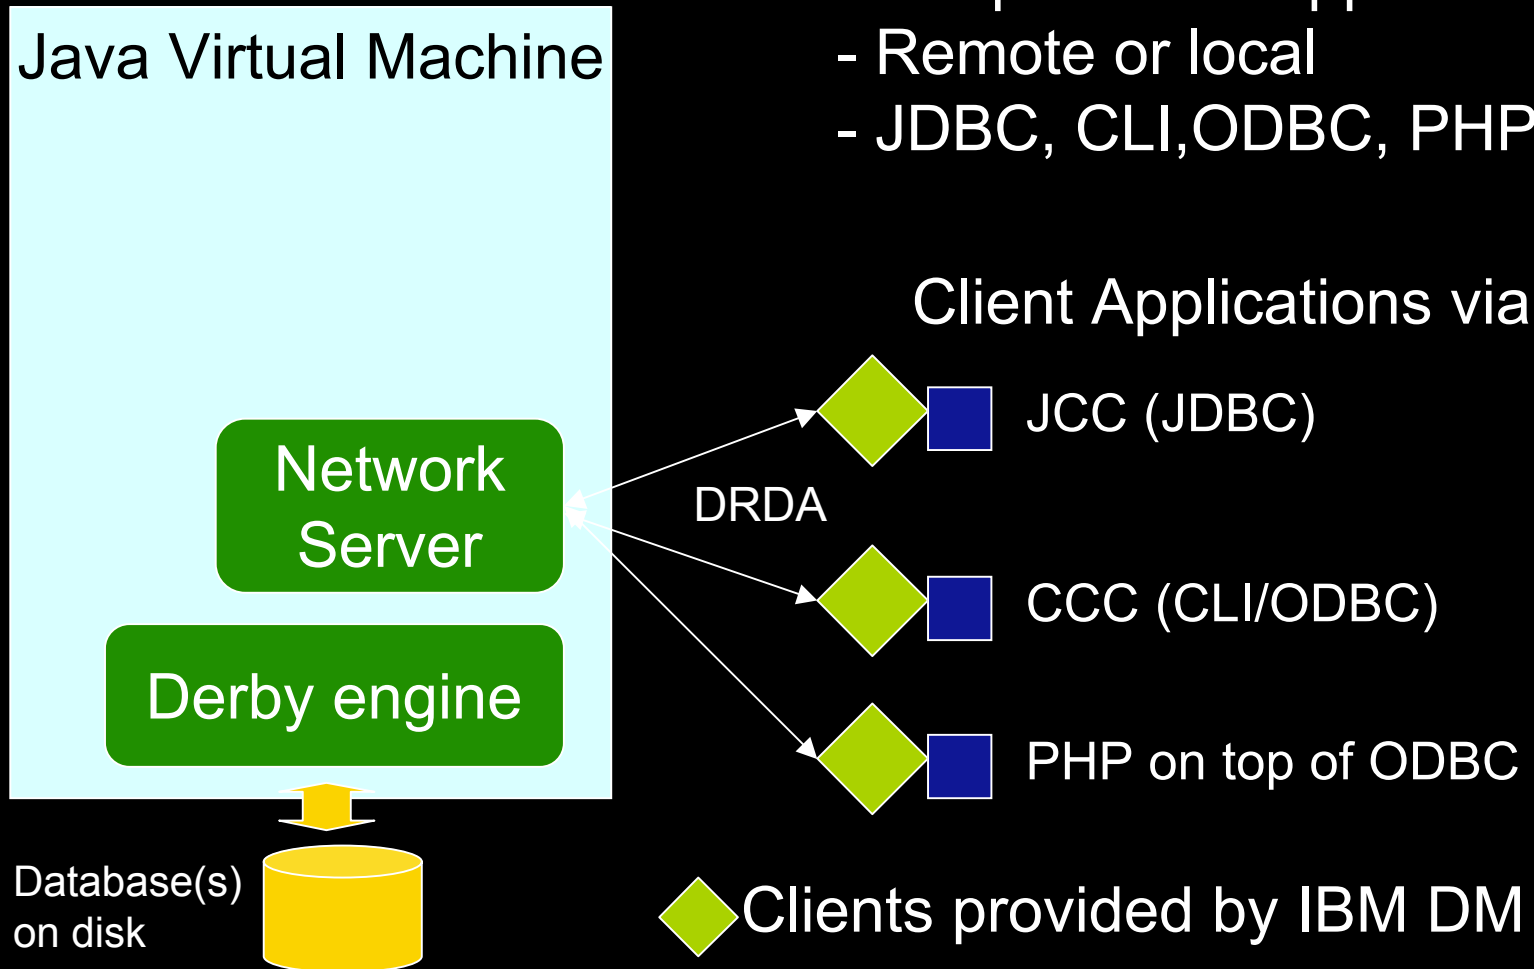 Java Virtual Machine
- Remote or local
- JDBC, CLI,ODBC, PHP
Client Applications via
JCC (JDBC)
Network
Server
DRDA
CCC (CLI/ODBC)
Derby engine
PHP on top of ODBC
Database(s)
on disk
Clients provided by IBM DM